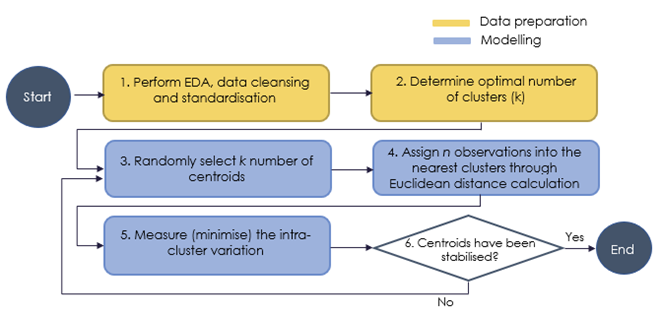 Data preparation
Modelling
Start
1. Perform EDA, data cleansing
and standardisation
2. Determine optimal number
of clusters (k)
3. Randomly select k number of
centroids
4. Assign n observations into the
nearest clusters through
Euclidean distance calculation
5. Measure (minimise) the intra-
cluster variation
6. Centroids have been
stabilised?
Yes
End
No